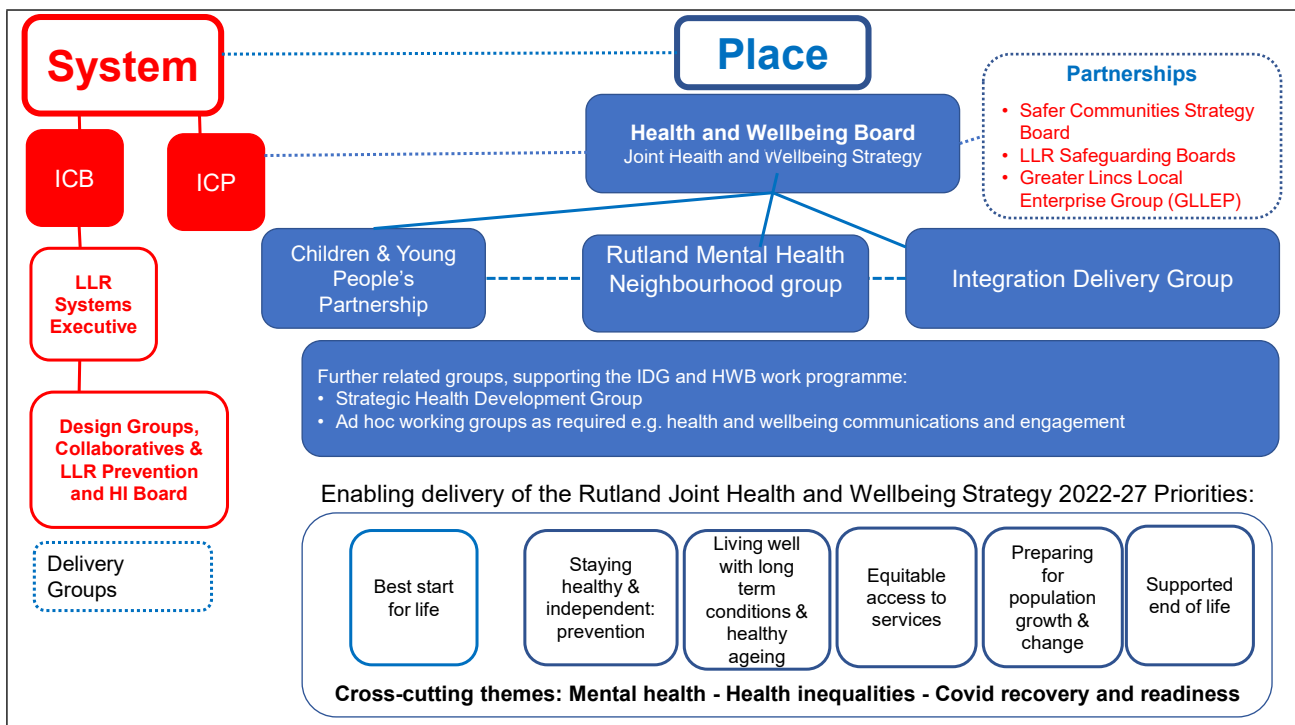 System
Place
Partnerships
• Safer Communities Strategy
Board
• LLR Safeguarding Boards
• Greater Lincs Local
Enterprise Group (GLLEP)
Health and Wellbeing Board
Joint Health and Wellbeing Strategy
ICB
ICP
Children & Young
People's
Partnership
Rutland Mental Health
Neighbourhood group
Integration Delivery Group
LLR
Systems
Executive
Further related groups, supporting the IDG and HWB work programme:
• Strategic Health Development Group
• Ad hoc working groups as required e.g. health and wellbeing communications and engagement
Design Groups,
Collaboratives &
LLR Prevention
and HI Board
Delivery
Groups
Enabling delivery of the Rutland Joint Health and Wellbeing Strategy 2022-27 Priorities:
Best start
for life
Staying
healthy &
independent:
prevention
Living well
with long
term
conditions &
healthy
ageing
Equitable
access to
services
Preparing
for
population
growth &
change
Supported
end of life
Cross-cutting themes: Mental health - Health inequalities - Covid recovery and readiness